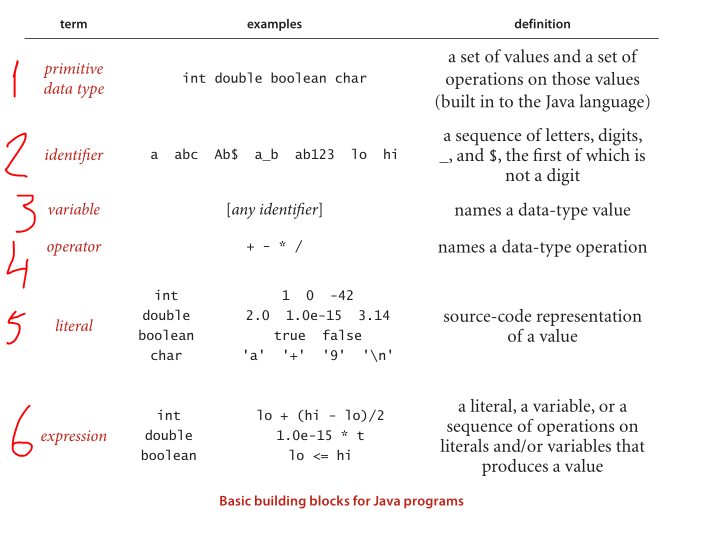 term examples definition
1 primitive data type int double boolean char a set of values and a set of operations on those values (built in to the Java language)
2 identifier a abc Ab$ a_b ab123 lo hi a sequence of letters, digits, _, and $, the first of which is not a digit
3 variable [any identifier] names a data-type value
4 operator + - * / names a data-type operation
5 literal
int 1 0 -42
double 2.0 1.0e-15 3.14
boolean true false
char 'a' '+' '9' '\n'
source-code representation
of a value
6 expression
int lo + (hi - lo)/2
double 1.0e-15 * t
boolean lo <= hi
a literal, a variable, or a
sequence of operations on
literals and/or variables that
produces a value
Basic building blocks for Java programs